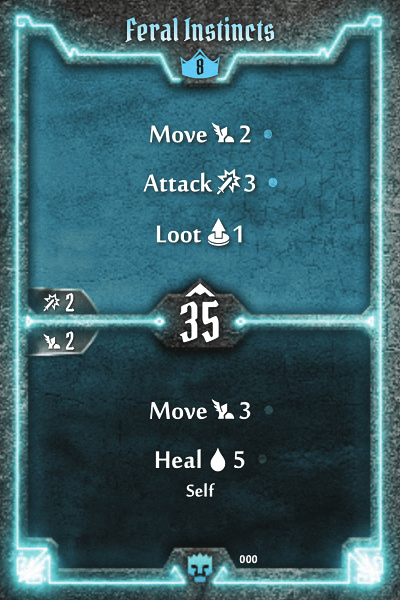 Feral Instincts
8
Move 2
Attack 3
Loot 1
2
35
2
Move 3
Heal 5
Self
000